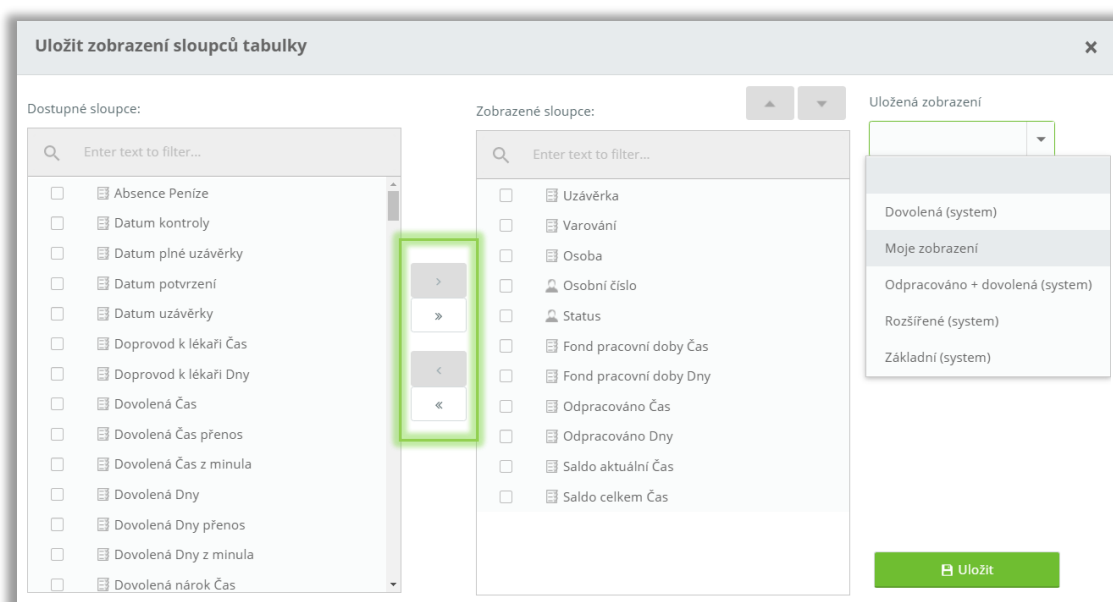 Uložit zobrazení sloupců tabulky
Dostupné sloupce:
Enter text to filter...
Absence Peníze
Datum kontroly
Datum plné uzávěrky
Datum potvrzení
Datum uzávěrky
Doprovod k lékaři Čas
Doprovod k lékaři Dny
Dovolená Čas
Dovolená Čas přenos
Dovolená Čas z minula
Dovolená Dny
Dovolená Dny přenos
Dovolená Dny z minula
Dovolená nárok Čas
Zobrazené sloupce:
Enter text to filter...
Uzávěrka
Varování
Osoba
Osobní číslo
Status
Fond pracovní doby Čas
Fond pracovní doby Dny
Odpracováno Čas
Odpracováno Dny
Saldo aktuální Čas
Saldo celkem Čas
Uložená zobrazení
Dovolená (system)
Moje zobrazení
Odpracováno + dovolená (system)
Rozšířené (system)
Základní (system)
Uložit